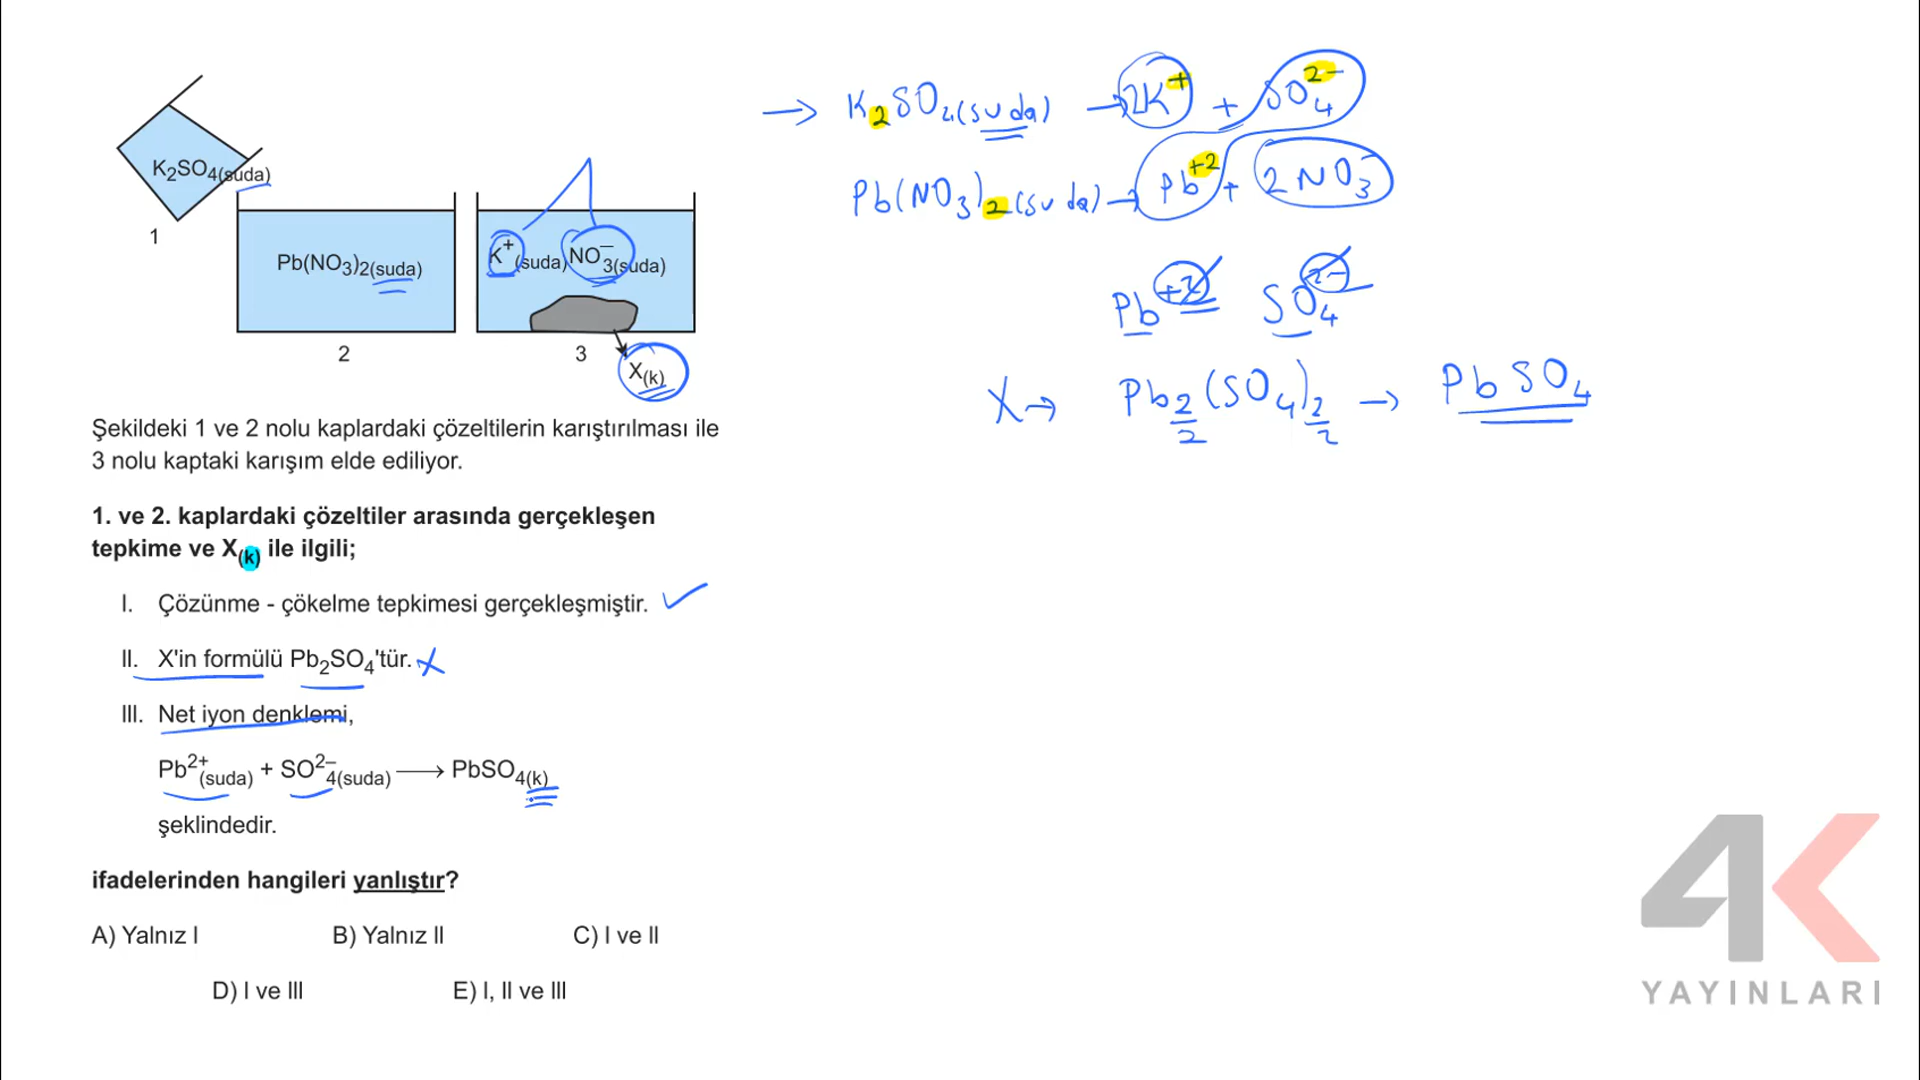 K₂SO₄(suda)
1
Pb(NO₃)₂(suda)
2
K⁺(suda) NO₃⁻(suda)
3
X(k)
Şekildeki 1 ve 2 nolu kaplardaki çözeltilerin karıştırılması ile
3 nolu kaptaki karışım elde ediliyor.
1. ve 2. kaplardaki çözeltiler arasında gerçekleşen
tepkime ve X(k) ile ilgili;
I. Çözünme - çökelme tepkimesi gerçekleşmiştir.
II. X'in formülü Pb₂SO₄'tür.
III. Net iyon denklemi,
Pb²⁺(suda) + SO₄²⁻(suda) ⟶ PbSO₄(k)
şeklindedir.
ifadelerinden hangileri yanlıştır?
A) Yalnız I B) Yalnız II C) I ve II
D) I ve III E) I, II ve III
→ K₂SO₄(suda) → 2K⁺ + SO₄²⁻
Pb(NO₃)₂(suda) → Pb⁺² + 2NO₃⁻
Pb⁺² SO₄²⁻
X → Pb₂(SO₄)₂ → PbSO₄
2 2
4K
YAYINLARI